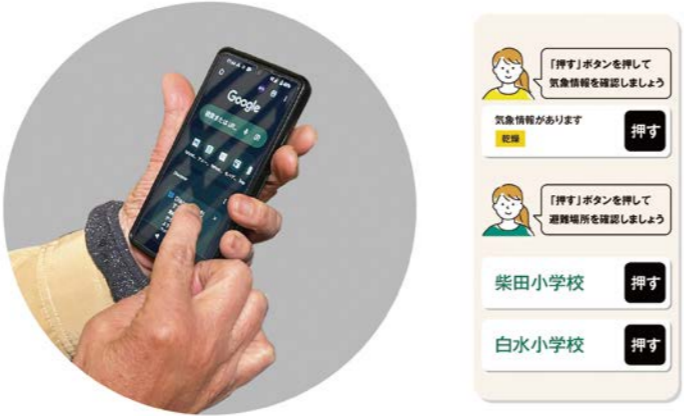 Google
「押す」ボタンを押して
気象情報を確認しましょう
気象情報があります
乾燥
押す
「押す」ボタンを押して
避難場所を確認しましょう
柴田小学校
押す
白水小学校
押す